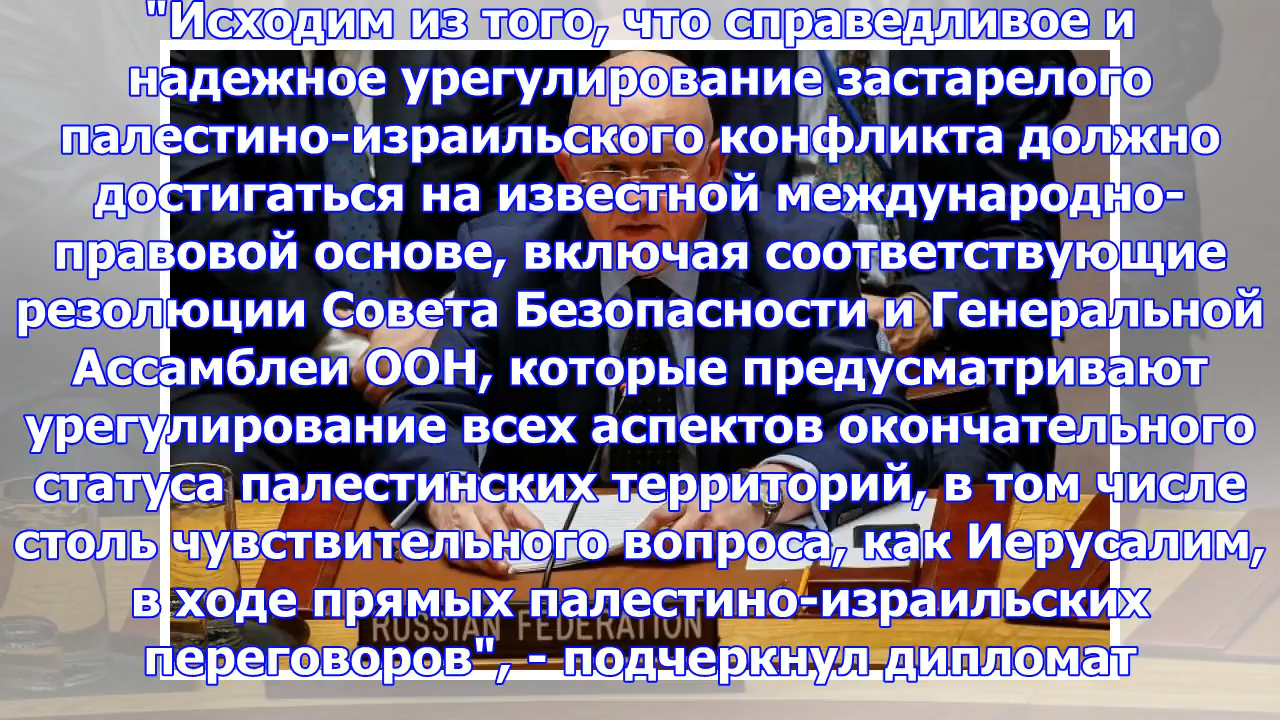 "Исходим из того, что справедливое и
надежное урегулирование застарелого
палестино-израильского конфликта должно
достигаться на известной международно-
правовой основе, включая соответствующие
резолюции Совета Безопасности и Генеральной
Ассамблеи ООН, которые предусматривают
урегулирование всех аспектов окончательного
статуса палестинских территорий, в том числе
столь чувствительного вопроса, как Иерусалим,
в ходе прямых палестино-израильских
RUSSIAN FEDERATION
переговоров", - подчеркнул дипломат